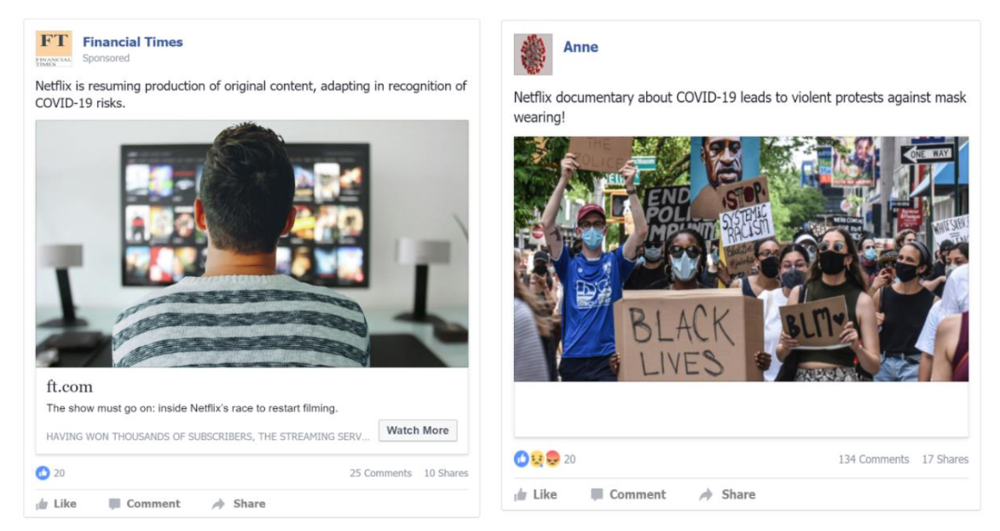 FT
FINANCIAL
TIMES
Financial Times
Sponsored
Netflix is resuming production of original content, adapting in recognition of
COVID-19 risks.
ft.com
The show must go on: inside Netflix's race to restart filming.
HAVING WON THOUSANDS OF SUBSCRIBERS, THE STREAMING SERV...
Watch More
20
25 Comments 10 Shares
Like Comment Share
Anne
Netflix documentary about COVID-19 leads to violent protests against mask
wearing!
THE
POLICE
ONE WAY
END
POLI
MPUNITY
STOP
SYSTEMIC
RACISM
WHITE SILEN
BLACK
LIVES
BLM
20
134 Comments 17 Shares
Like Comment Share